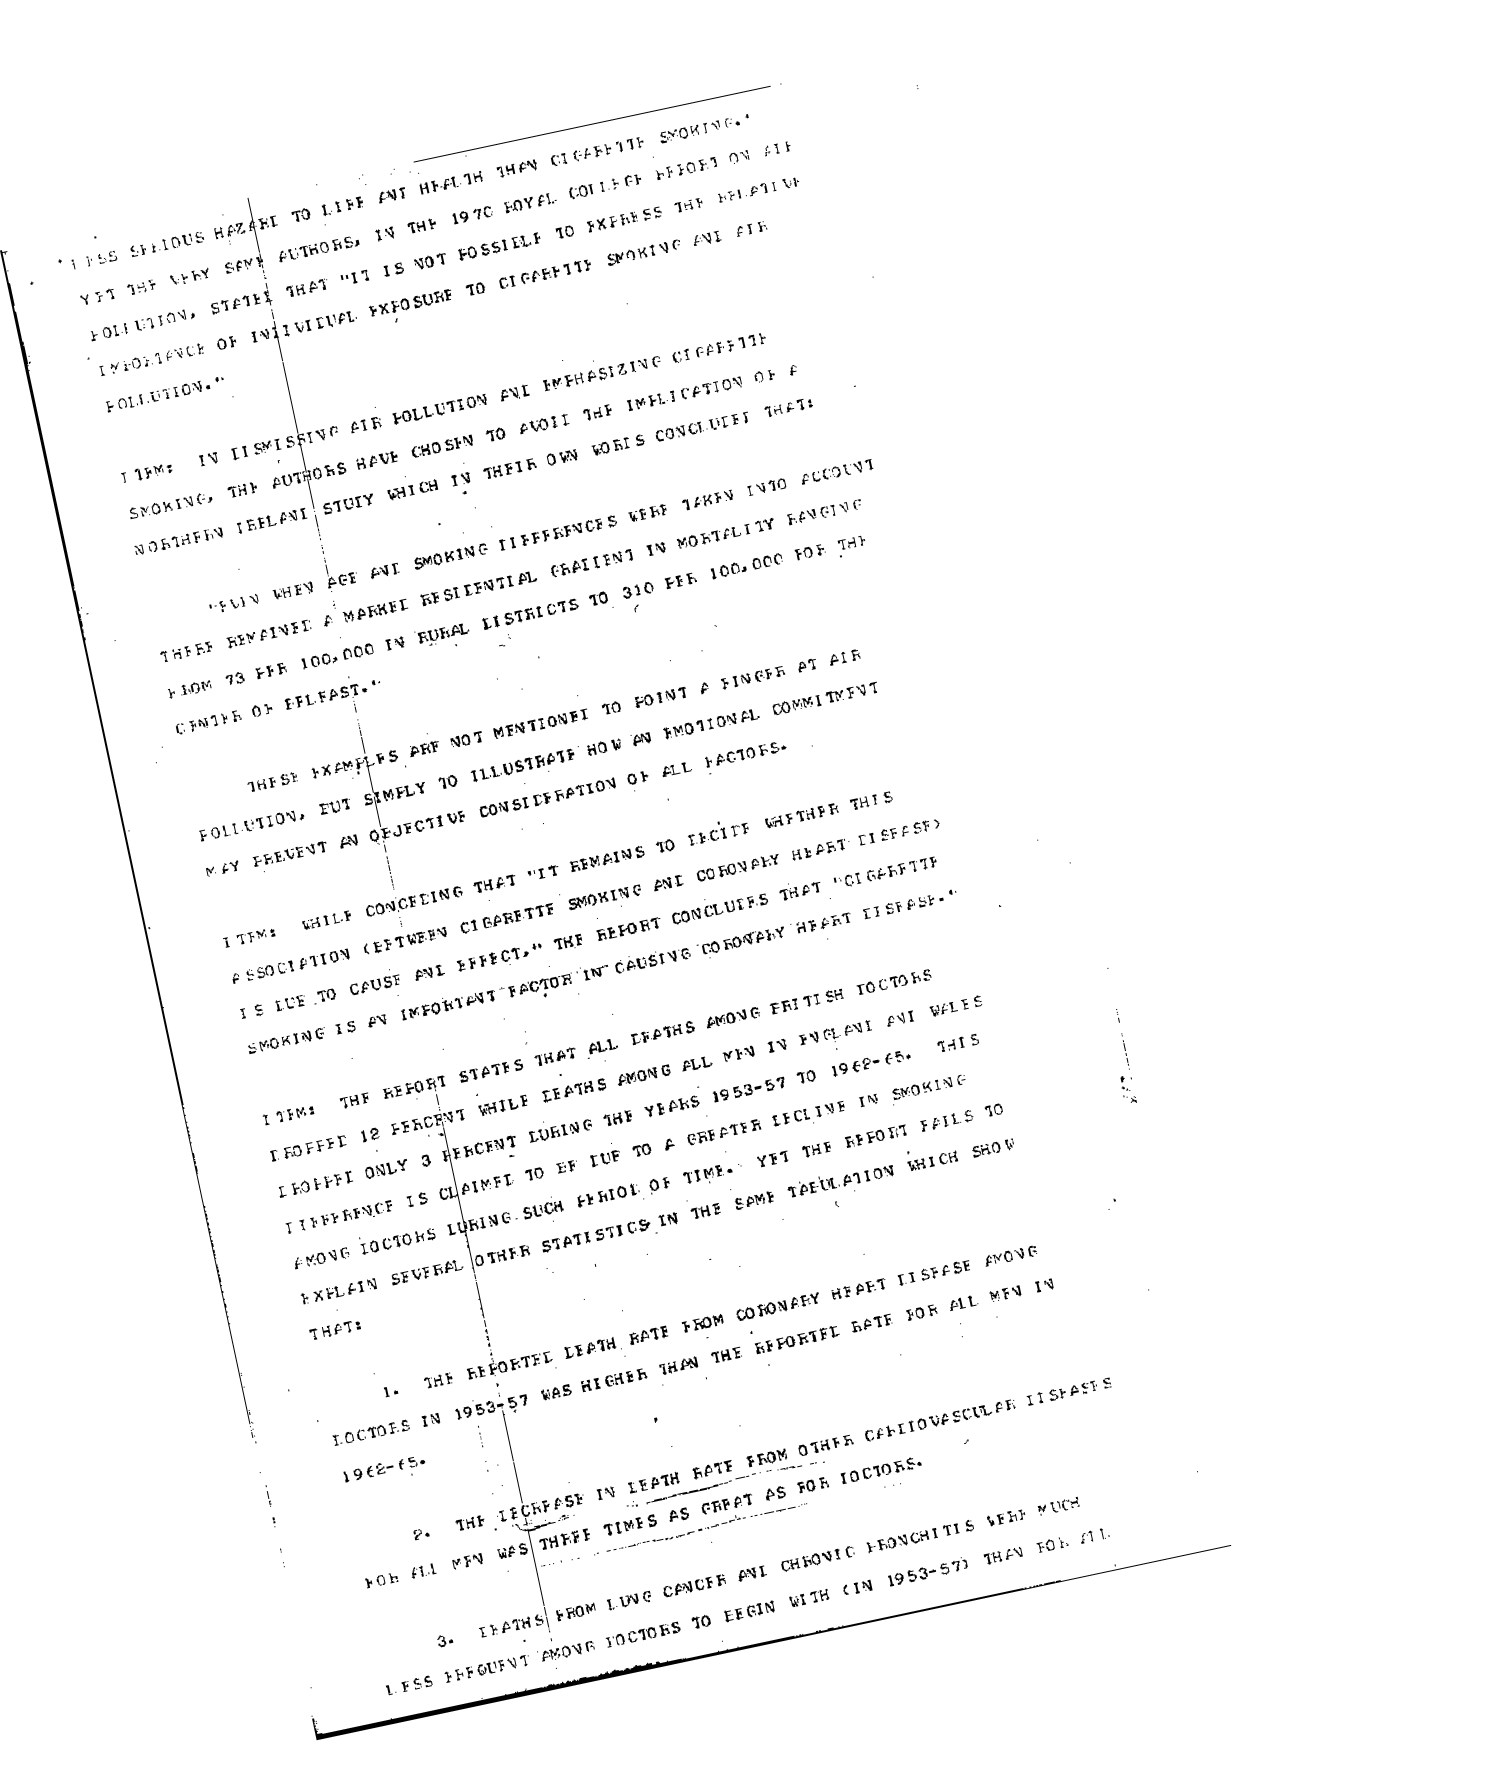 "LESS SERIOUS HAZARD TO LIFE AND HEALTH THAN CIGARETTE SMOKING."
YET THE VERY SAME AUTHORS, IN THE 1970 ROYAL COLLEGE REPORT ON AIR
POLLUTION, STATED THAT "IT IS NOT POSSIBLE TO EXPRESS THE RELATIVE
IMPORTANCE OF INDIVIDUAL EXPOSURE TO CIGARETTE SMOKING AND AIR
POLLUTION."
ITEM: IN DISMISSING AIR POLLUTION AND EMPHASIZING CIGARETTE
SMOKING, THE AUTHORS HAVE CHOSEN TO AVOID THE IMPLICATION OF A
NORTHERN IRELAND STUDY WHICH IN THEIR OWN WORDS CONCLUDED THAT:
"EVEN WHEN AGE AND SMOKING DIFFERENCES WERE TAKEN INTO ACCOUNT
THERE REMAINED A MARKED RESIDENTIAL GRADIENT IN MORTALITY RANGING
FROM 73 PER 100,000 IN RURAL DISTRICTS TO 310 PER 100,000 FOR THE
CENTER OF BELFAST."
THESE EXAMPLES ARE NOT MENTIONED TO POINT A FINGER AT AIR
POLLUTION, BUT SIMPLY TO ILLUSTRATE HOW AN EMOTIONAL COMMITMENT
MAY PREVENT AN OBJECTIVE CONSIDERATION OF ALL FACTORS.
ITEM: WHILE CONCEDING THAT "IT REMAINS TO DECIDE WHETHER THIS
ASSOCIATION (BETWEEN CIGARETTE SMOKING AND CORONARY HEART DISEASE)
IS DUE TO CAUSE AND EFFECT," THE REPORT CONCLUDES THAT "CIGARETTE
SMOKING IS AN IMPORTANT FACTOR IN CAUSING CORONARY HEART DISEASE."
ITEM: THE REPORT STATES THAT ALL DEATHS AMONG BRITISH DOCTORS
DROPPED 12 PERCENT WHILE DEATHS AMONG ALL MEN IN ENGLAND AND WALES
DROPPED ONLY 3 PERCENT DURING THE YEARS 1953-57 TO 1962-65. THIS
DIFFERENCE IS CLAIMED TO BE DUE TO A GREATER DECLINE IN SMOKING
AMONG DOCTORS DURING SUCH PERIOD OF TIME. YET THE REPORT FAILS TO
EXPLAIN SEVERAL OTHER STATISTICS IN THE SAME TABULATION WHICH SHOW
THAT:
1. THE REPORTED DEATH RATE FROM CORONARY HEART DISEASE AMONG
DOCTORS IN 1953-57 WAS HIGHER THAN THE REPORTED RATE FOR ALL MEN IN
1962-65.
2. THE DECREASE IN DEATH RATE FROM OTHER CARDIOVASCULAR DISEASES
FOR ALL MEN WAS THREE TIMES AS GREAT AS FOR DOCTORS.
3. DEATHS FROM LUNG CANCER AND CHRONIC BRONCHITIS WERE MUCH
LESS FREQUENT AMONG DOCTORS TO BEGIN WITH (IN 1953-57) THAN FOR ALL